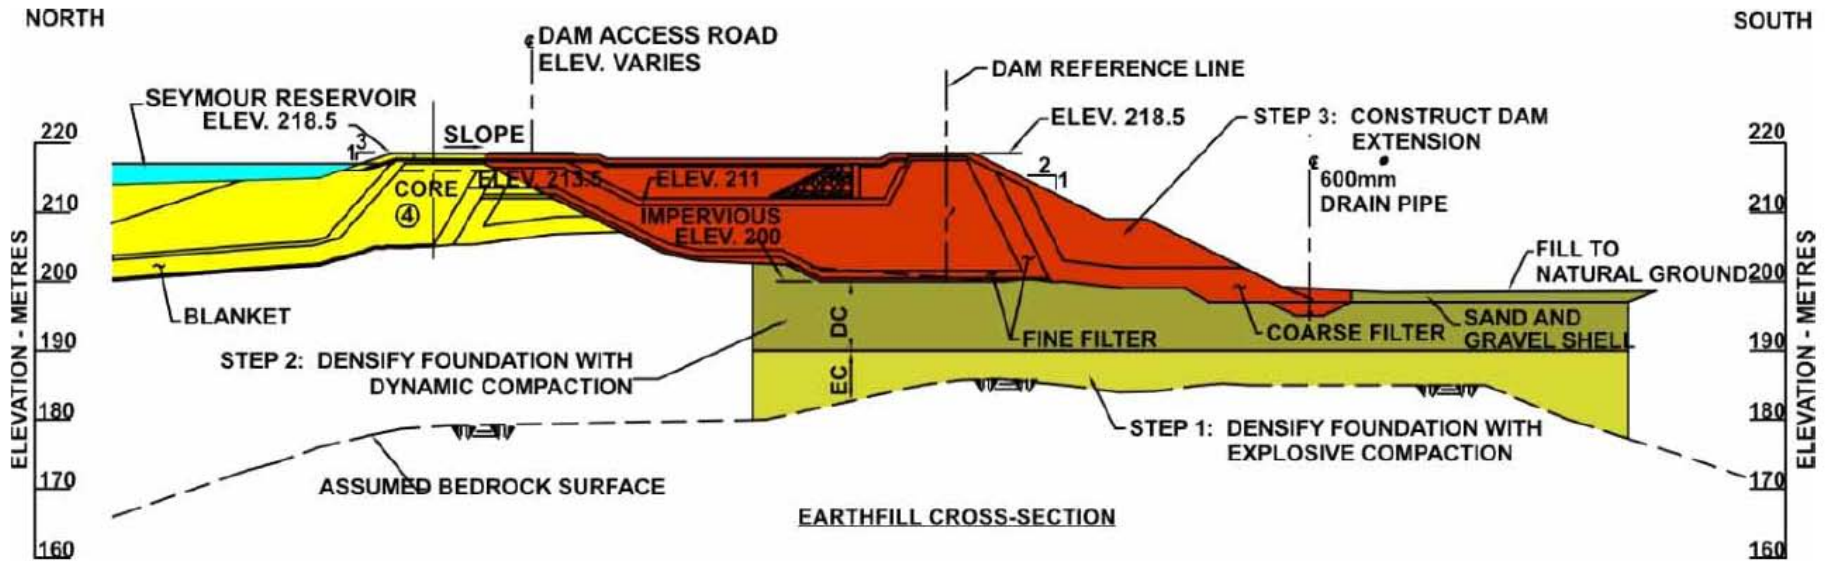 NORTH
SOUTH
℄ DAM ACCESS ROAD
ELEV. VARIES
DAM REFERENCE LINE
SEYMOUR RESERVOIR
ELEV. 218.5
3
1
SLOPE
ELEV. 218.5
STEP 3: CONSTRUCT DAM
EXTENSION
2
1
℄
600mm
DRAIN PIPE
CORE
4
ELEV. 213.5
ELEV. 211
IMPERVIOUS
ELEV. 200
FILL TO
NATURAL GROUND
BLANKET
DC
EC
FINE FILTER
COARSE FILTER
SAND AND
GRAVEL SHELL
STEP 2: DENSIFY FOUNDATION WITH
DYNAMIC COMPACTION
STEP 1: DENSIFY FOUNDATION WITH
EXPLOSIVE COMPACTION
ASSUMED BEDROCK SURFACE
EARTHFILL CROSS-SECTION
ELEVATION - METRES
220
210
200
190
180
170
160
ELEVATION - METRES
220
210
200
190
180
170
160